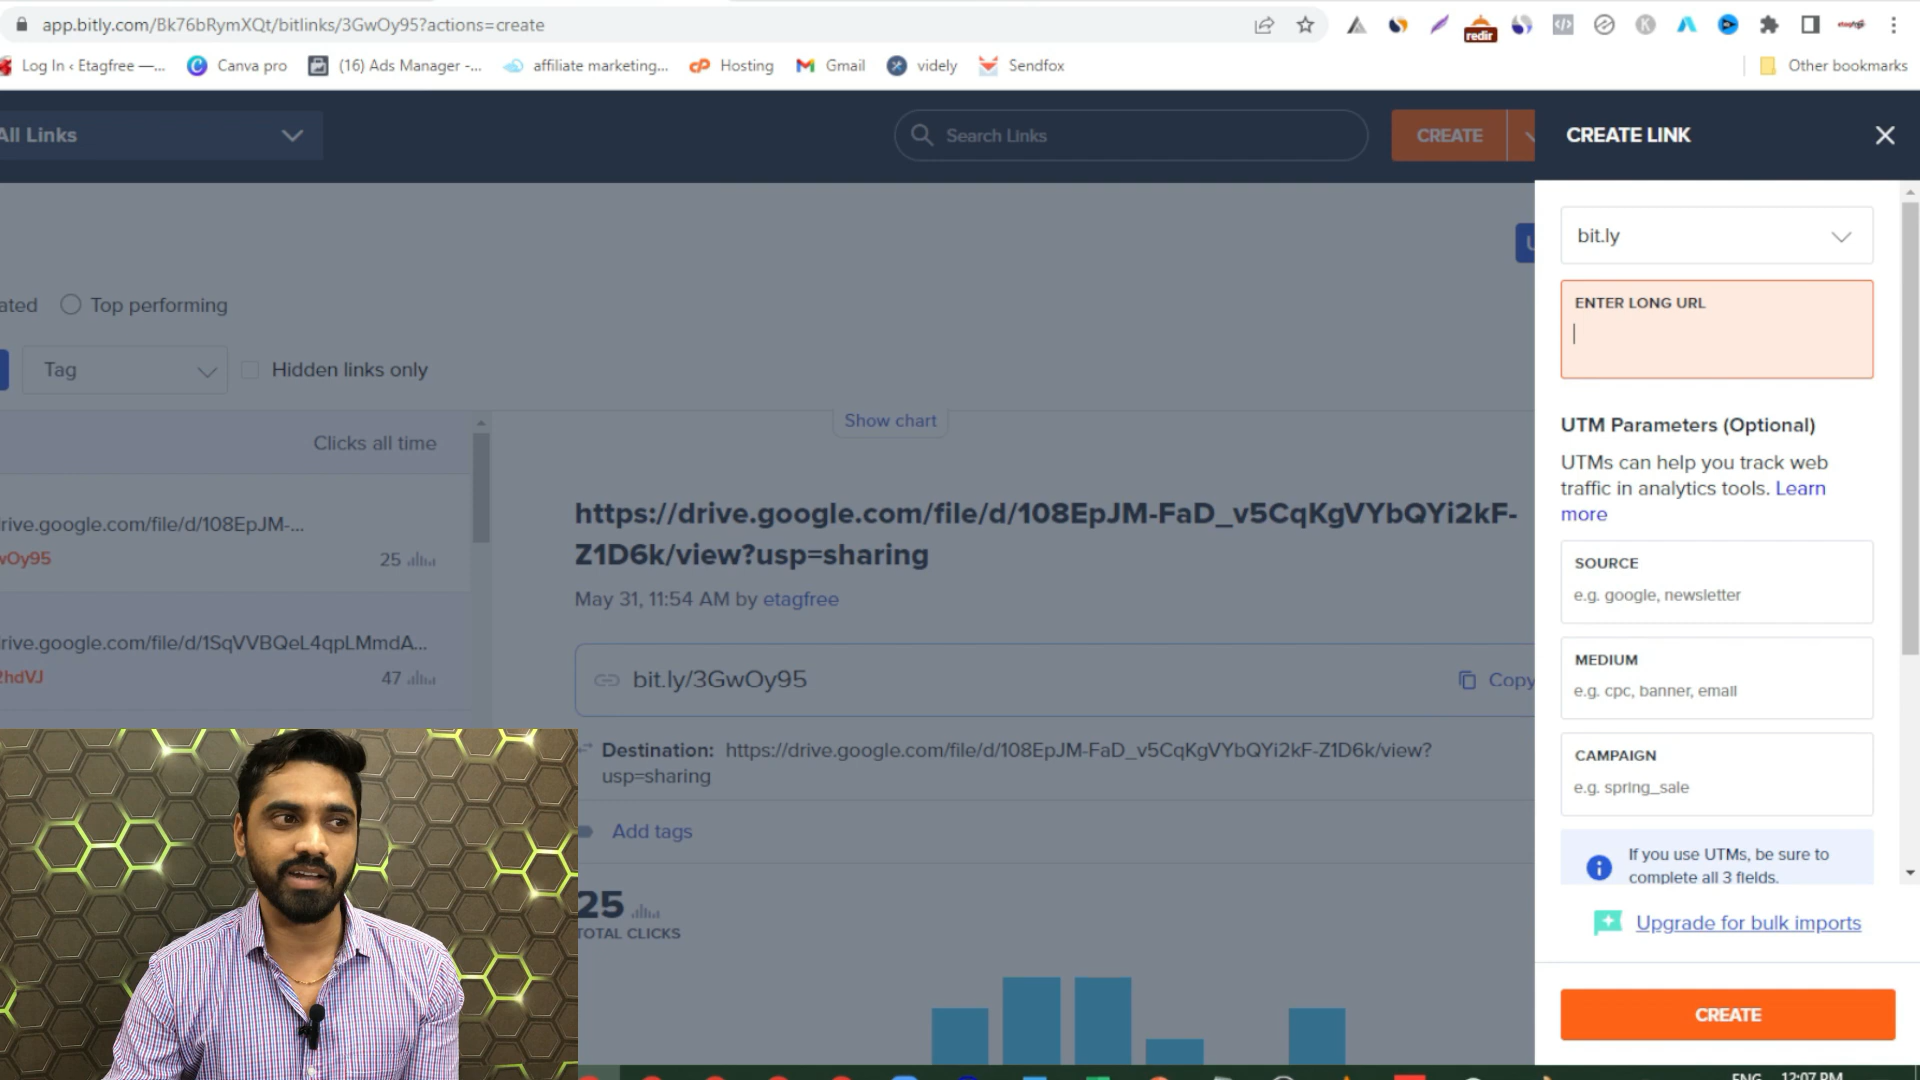 app.bitly.com/Bk76bRymXQt/bitlinks/3GwOy95?actions=create
redir
Log In ‹ Etagfree —... Canva pro (16) Ads Manager -... affiliate marketing... Hosting Gmail videly Sendfox Other bookmarks
All Links
Search Links
CREATE
CREATE LINK
bit.ly
ENTER LONG URL
ated Top performing
Tag Hidden links only
Show chart
Clicks all time
rive.google.com/file/d/108EpJM-...
wOy95 25
rive.google.com/file/d/1SqVVBQeL4qpLMmdA...
2hdVJ 47
https://drive.google.com/file/d/108EpJM-FaD_v5CqKgVYbQYi2kF-
Z1D6k/view?usp=sharing
May 31, 11:54 AM by etagfree
bit.ly/3GwOy95 Copy
Destination: https://drive.google.com/file/d/108EpJM-FaD_v5CqKgVYbQYi2kF-Z1D6k/view?
usp=sharing
Add tags
25
TOTAL CLICKS
UTM Parameters (Optional)
UTMs can help you track web
traffic in analytics tools. Learn
more
SOURCE
e.g. google, newsletter
MEDIUM
e.g. cpc, banner, email
CAMPAIGN
e.g. spring_sale
If you use UTMs, be sure to
complete all 3 fields.
Upgrade for bulk imports
CREATE
ENG 12:07 PM